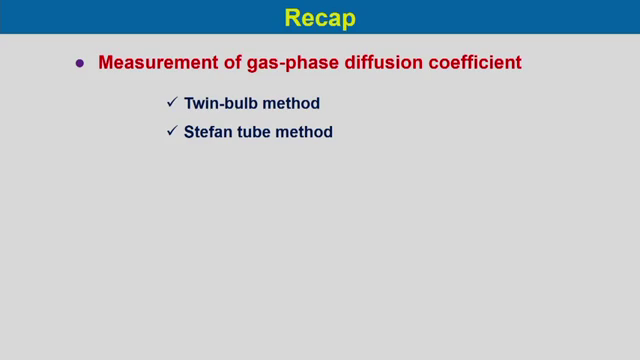 Recap
● Measurement of gas-phase diffusion coefficient
✓ Twin-bulb method
✓ Stefan tube method